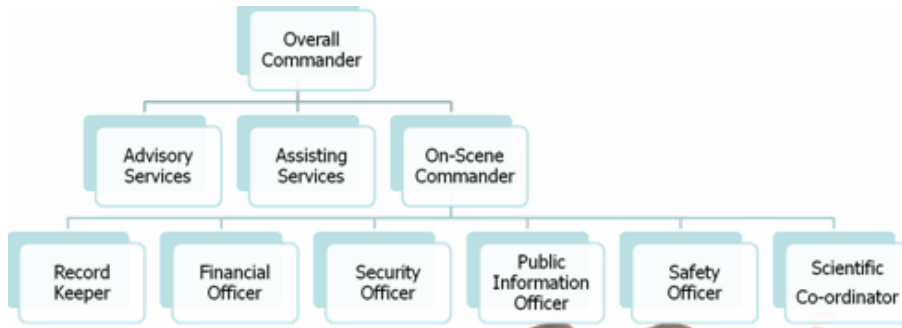 Overall
Commander
Advisory
Services
Assisting
Services
On-Scene
Commander
Record
Keeper
Financial
Officer
Security
Officer
Public
Information
Officer
Safety
Officer
Scientific
Co-ordinator